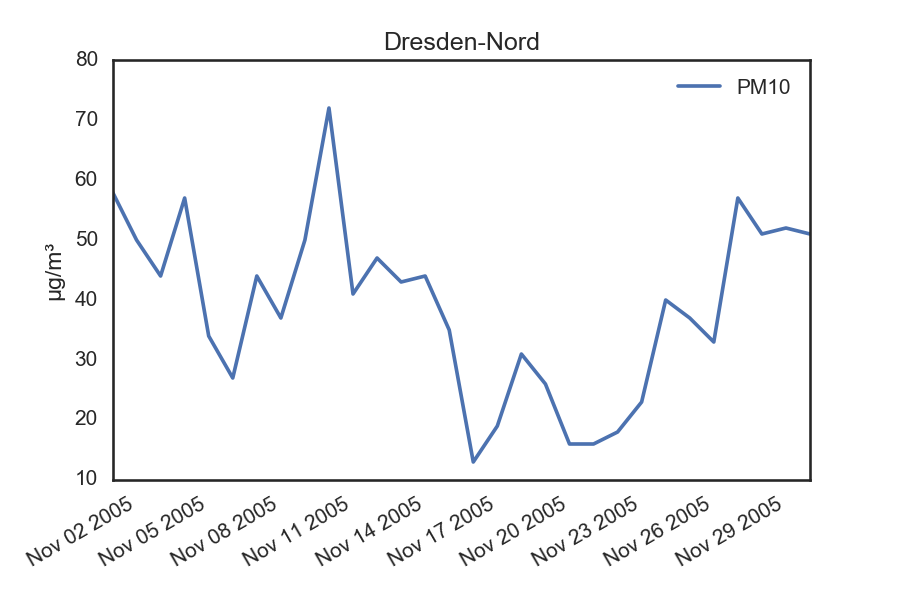 Dresden-Nord
80
70
60
50
40
30
20
10
µg/m³
PM10
Nov 02 2005
Nov 05 2005
Nov 08 2005
Nov 11 2005
Nov 14 2005
Nov 17 2005
Nov 20 2005
Nov 23 2005
Nov 26 2005
Nov 29 2005